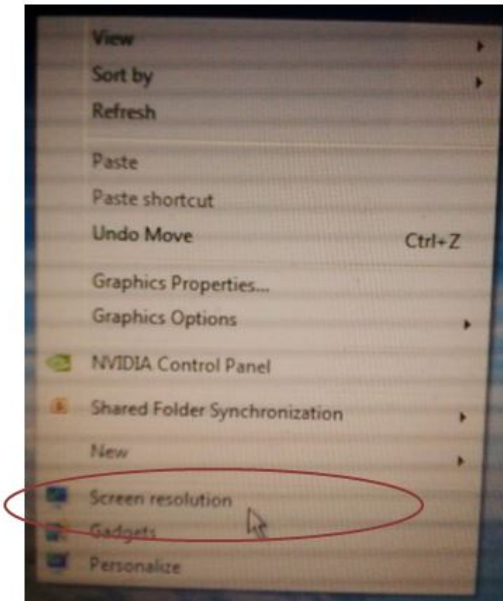 View
Sort by
Refresh
Paste
Paste shortcut
Undo Move Ctrl+Z
Graphics Properties...
Graphics Options
NVIDIA Control Panel
Shared Folder Synchronization
New
Screen resolution
Gadgets
Personalize